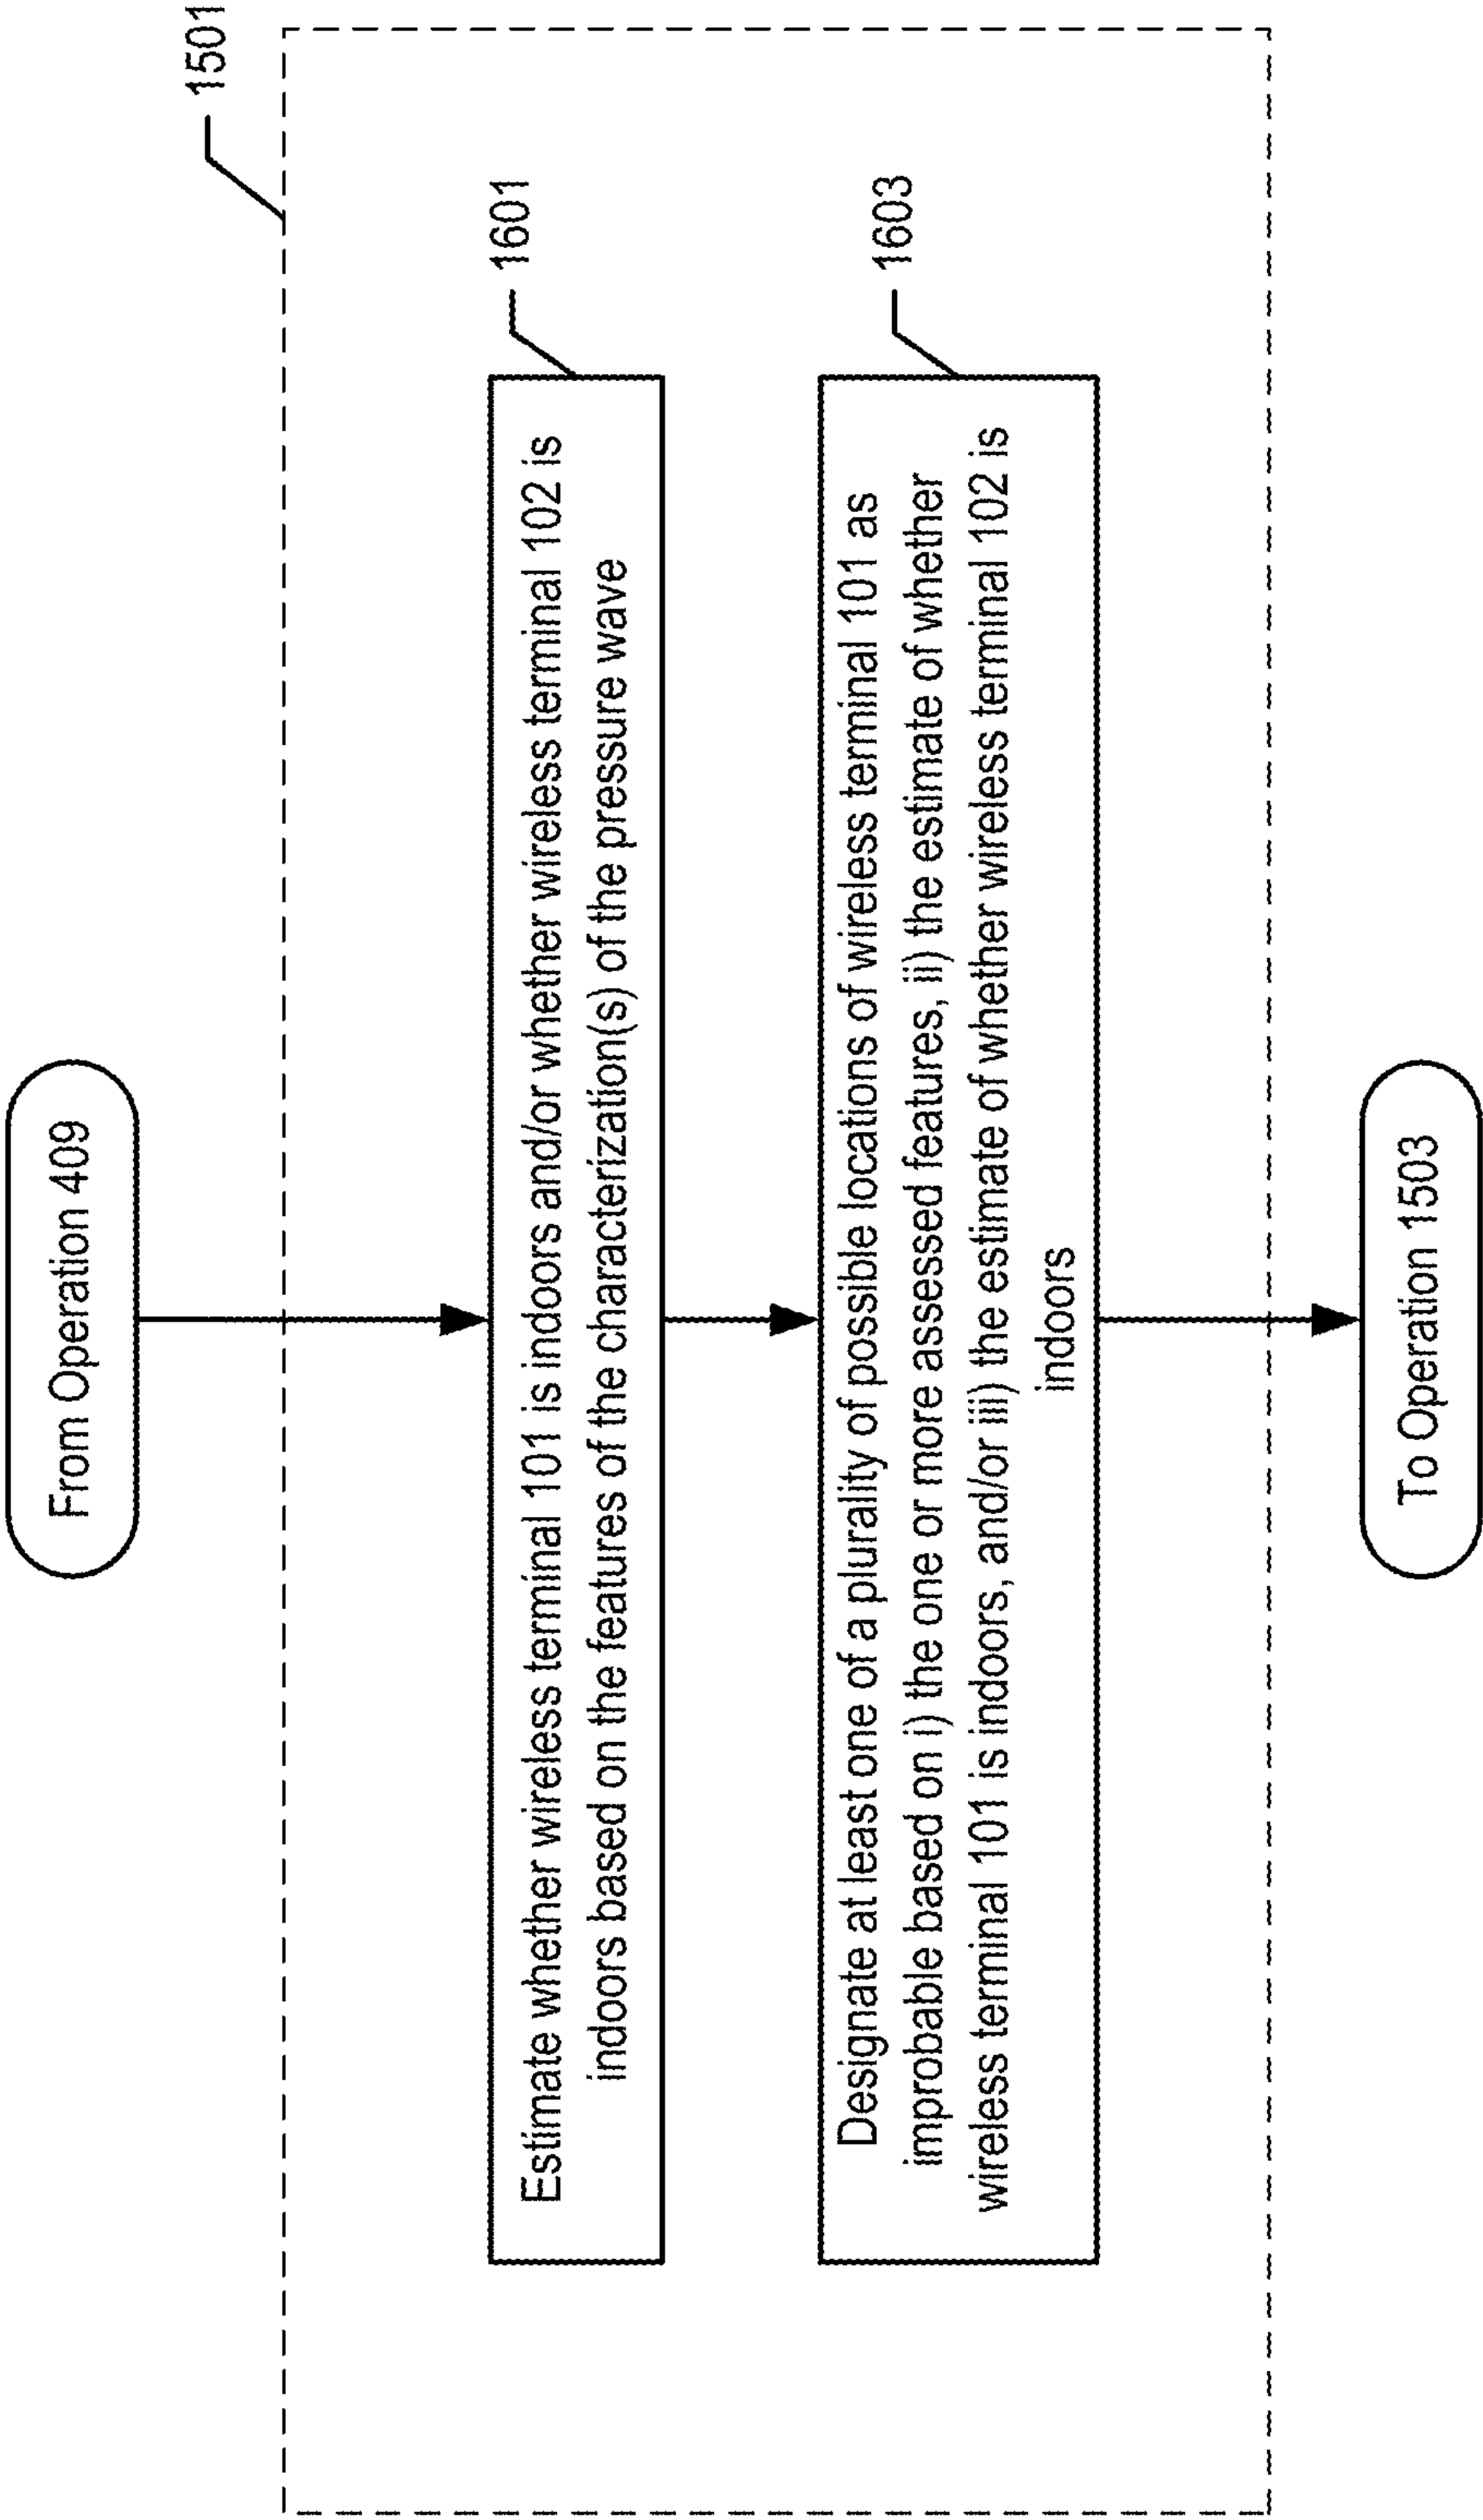 From Operation 409
1501
1601
Estimate whether wireless terminal 101 is indoors and/or whether wireless terminal 102 is
indoors based on the features of the characterization(s) of the pressure wave
1603
Designate at least one of a plurality of possible locations of wireless terminal 101 as
improbable based on i) the one or more assessed features, ii) the estimate of whether
wireless terminal 101 is indoors, and/or iii) the estimate of whether wireless terminal 102 is
indoors
To Operation 1503